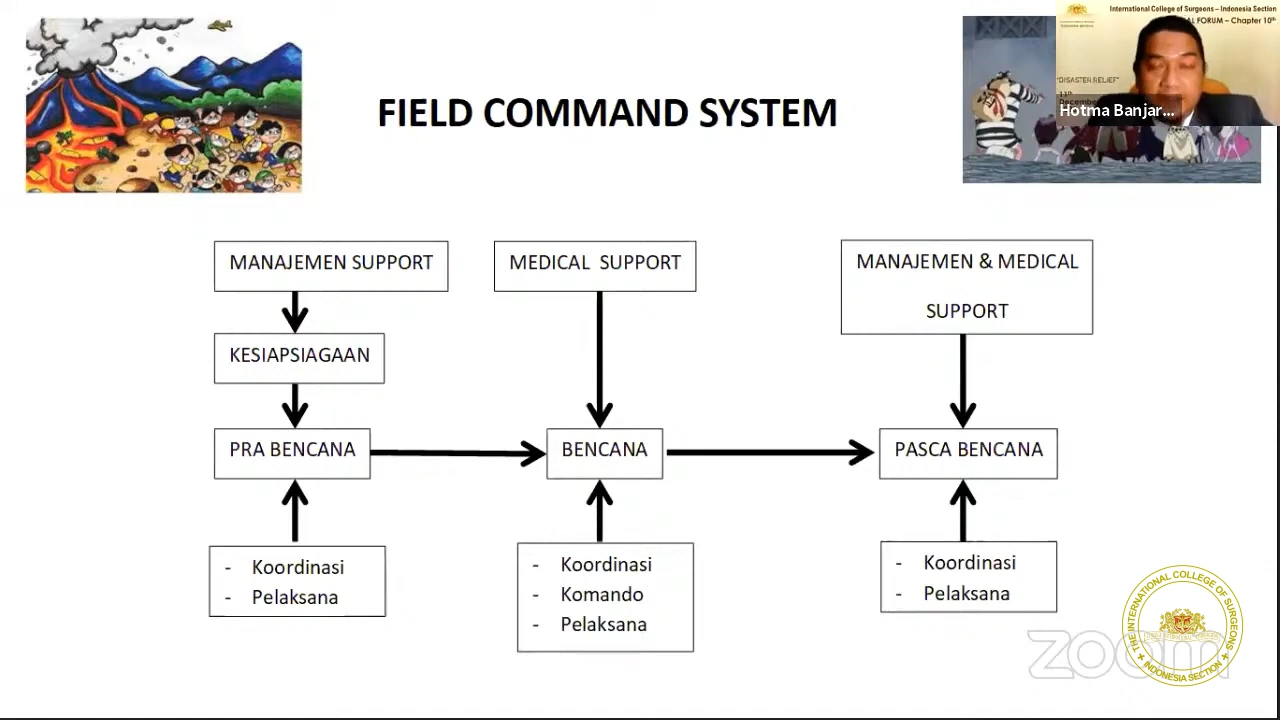 International College of Surgeons – Indonesia Section
AL FORUM – Chapter 10th
"DISASTER RELIEF"
11th
Decembe
Hotma Banjar...
FIELD COMMAND SYSTEM
MANAJEMEN SUPPORT
MEDICAL SUPPORT
MANAJEMEN & MEDICAL
SUPPORT
KESIAPSIAGAAN
PRA BENCANA
BENCANA
PASCA BENCANA
- Koordinasi
- Pelaksana
- Koordinasi
- Komando
- Pelaksana
- Koordinasi
- Pelaksana
THE INTERNATIONAL COLLEGE OF SURGEONS
INDONESIA SECTION
zoom